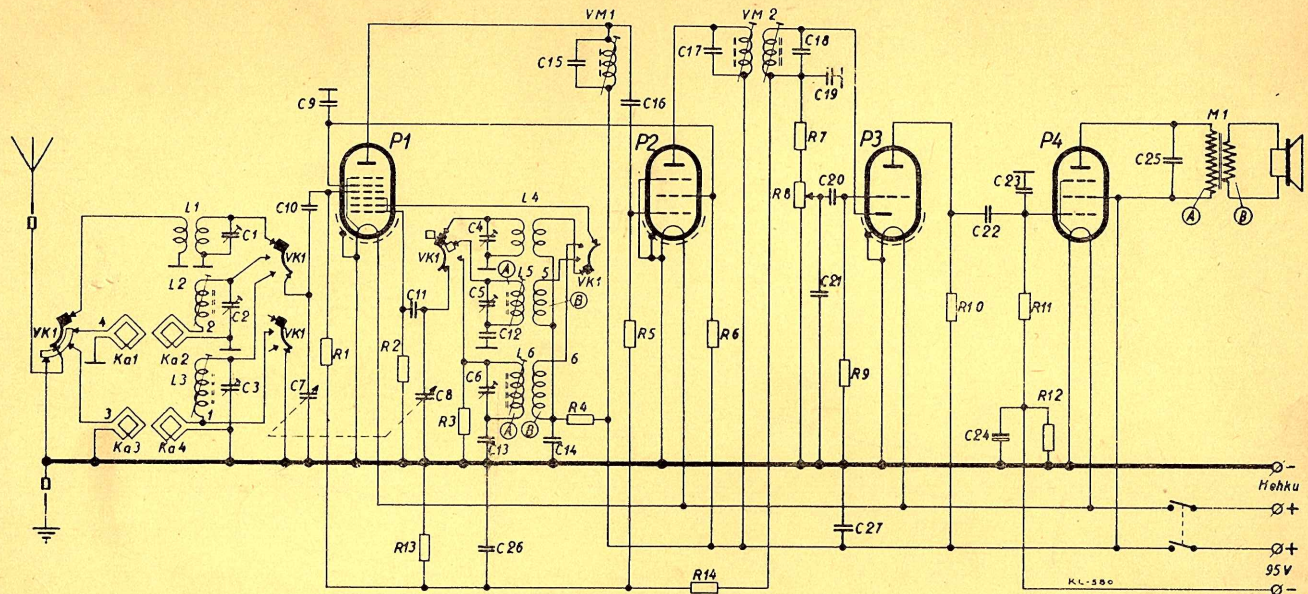 VM1
VM 2
C15
C17
C18
C19
C9
C16
P1
P2
P3
P4
M1
R7
C25
C23
R8
C20
A
B
L1
C10
L4
C1
C4
VK1
VK1
C22
L2
A
L5
5
C11
C5
B
C21
C2
R10
R11
VK1
4
2
VK1
C12
R5
R6
Ka1
Ka2
R1
R2
L6
6
L3
C3
C7
C8
C6
R9
R12
3
1
R3
R4
Ka3
Ka4
A
B
C24
C13
C14
-
Hehku
+
C27
R13
C26
+
95V
R14
KL-580
-